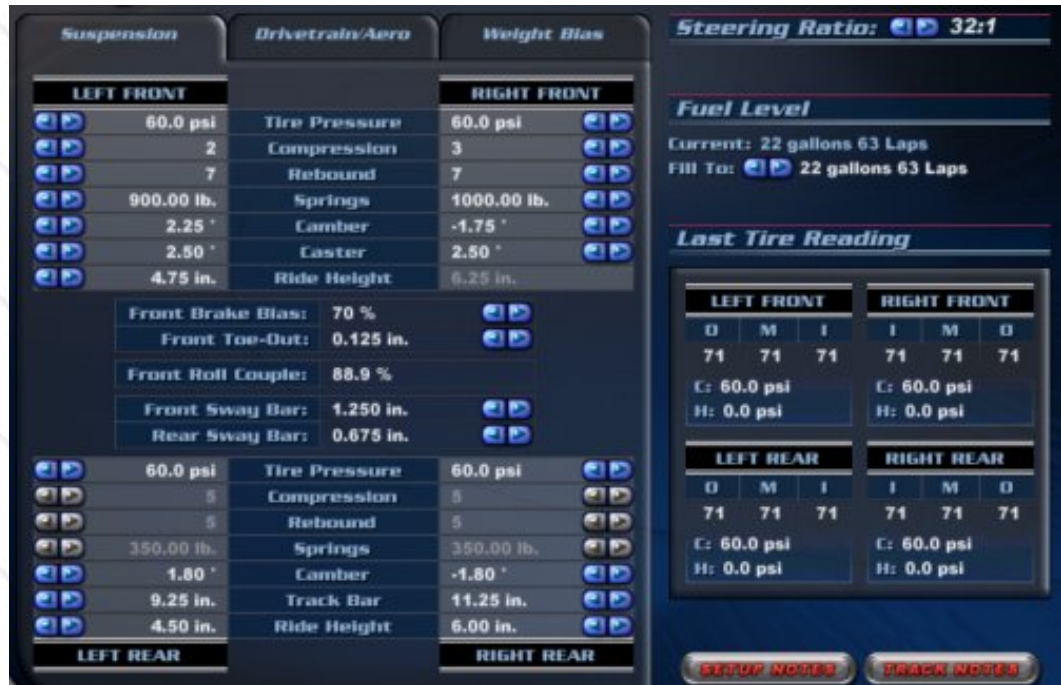 Suspension Drivetrain/Aero Weight Bias
LEFT FRONT RIGHT FRONT
60.0 psi Tire Pressure 60.0 psi
2 Compression 3
7 Rebound 7
900.00 lb. Springs 1000.00 lb.
2.25 ° Camber -1.75 °
2.50 ° Caster 2.50 °
4.75 in. Ride Height 6.25 in.
Front Brake Bias: 70 %
Front Toe-Out: 0.125 in.
Front Roll Couple: 88.9 %
Front Sway Bar: 1.250 in.
Rear Sway Bar: 0.675 in.
60.0 psi Tire Pressure 60.0 psi
5 Compression 5
5 Rebound 5
350.00 lb. Springs 350.00 lb.
1.80 ° Camber -1.80 °
9.25 in. Track Bar 11.25 in.
4.50 in. Ride Height 6.00 in.
LEFT REAR RIGHT REAR
Steering Ratio: 32:1
Fuel Level
Current: 22 gallons 63 Laps
Fill To: 22 gallons 63 Laps
Last Tire Reading
LEFT FRONT RIGHT FRONT
O M I I M O
71 71 71 71 71 71
C: 60.0 psi C: 60.0 psi
H: 0.0 psi H: 0.0 psi
LEFT REAR RIGHT REAR
O M I I M O
71 71 71 71 71 71
C: 60.0 psi C: 60.0 psi
H: 0.0 psi H: 0.0 psi
SETUP NOTES TRACK NOTES